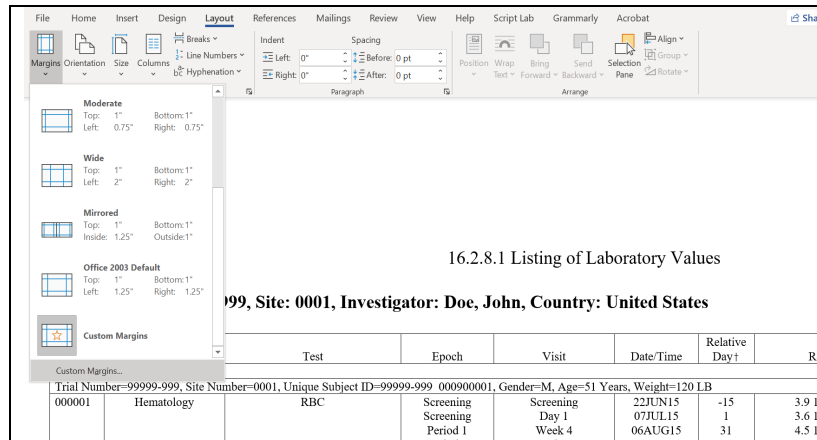 File Home Insert Design Layout References Mailings Review View Help Script Lab Grammarly Acrobat Sha
Margins Orientation Size Columns
Breaks
Line Numbers
Hyphenation
Indent Spacing
Left: 0" Before: 0 pt
Right: 0" After: 0 pt
Paragraph
Position Wrap Text Bring Forward Send Backward Selection Pane
Align
Group
Rotate
Arrange
Moderate
Top: 1" Bottom: 1"
Left: 0.75" Right: 0.75"
Wide
Top: 1" Bottom: 1"
Left: 2" Right: 2"
Mirrored
Top: 1" Bottom: 1"
Inside: 1.25" Outside: 1"
Office 2003 Default
Top: 1" Bottom: 1"
Left: 1.25" Right: 1.25"
Custom Margins
Custom Margins...
16.2.8.1 Listing of Laboratory Values
999, Site: 0001, Investigator: Doe, John, Country: United States
Test Epoch Visit Date/Time Relative Day† R
Trial Number=99999-999, Site Number=0001, Unique Subject ID=99999-999 000900001, Gender=M, Age=51 Years, Weight=120 LB
000001 Hematology RBC Screening Screening 22JUN15 -15 3.9
Screening Day 1 07JUL15 1 3.6
Period 1 Week 4 06AUG15 31 4.5